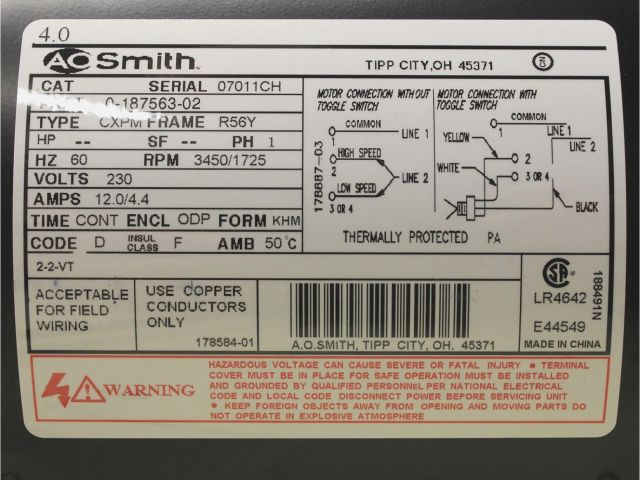 4.0
AO Smith
TIPP CITY, OH 45371
CAT SERIAL 07011CH
PART 0-187563-02
TYPE CXPM FRAME R56Y
HP -- SF -- PH 1
HZ 60 RPM 3450/1725
VOLTS 230
AMPS 12.0/4.4
TIME CONT ENCL ODP FORM KHM
CODE D INSUL CLASS F AMB 50°C
2-2-VT
MOTOR CONNECTION WITHOUT
TOGGLE SWITCH
COMMON
1
LINE 1
HIGH SPEED
2
LINE 2
LOW SPEED
3 OR 4
178887-03
MOTOR CONNECTION WITH
TOGGLE SWITCH
COMMON
1
LINE 1
LINE 2
YELLOW
2
WHITE
3 OR 4
BLACK
THERMALLY PROTECTED PA
ACCEPTABLE
FOR FIELD
WIRING
USE COPPER
CONDUCTORS
ONLY
178584-01
A.O.SMITH, TIPP CITY, OH. 45371
SA
LR4642
E44549
MADE IN CHINA
188491N
WARNING
HAZARDOUS VOLTAGE CAN CAUSE SEVERE OR FATAL INJURY • TERMINAL
COVER MUST BE IN PLACE FOR SAFE OPERATION MUST BE INSTALLED
AND GROUNDED BY QUALIFIED PERSONNEL PER NATIONAL ELECTRICAL
CODE AND LOCAL CODE DISCONNECT POWER BEFORE SERVICING UNIT
• KEEP FOREIGN OBJECTS AWAY FROM OPENING AND MOVING PARTS DO
NOT OPERATE IN EXPLOSIVE ATMOSPHERE